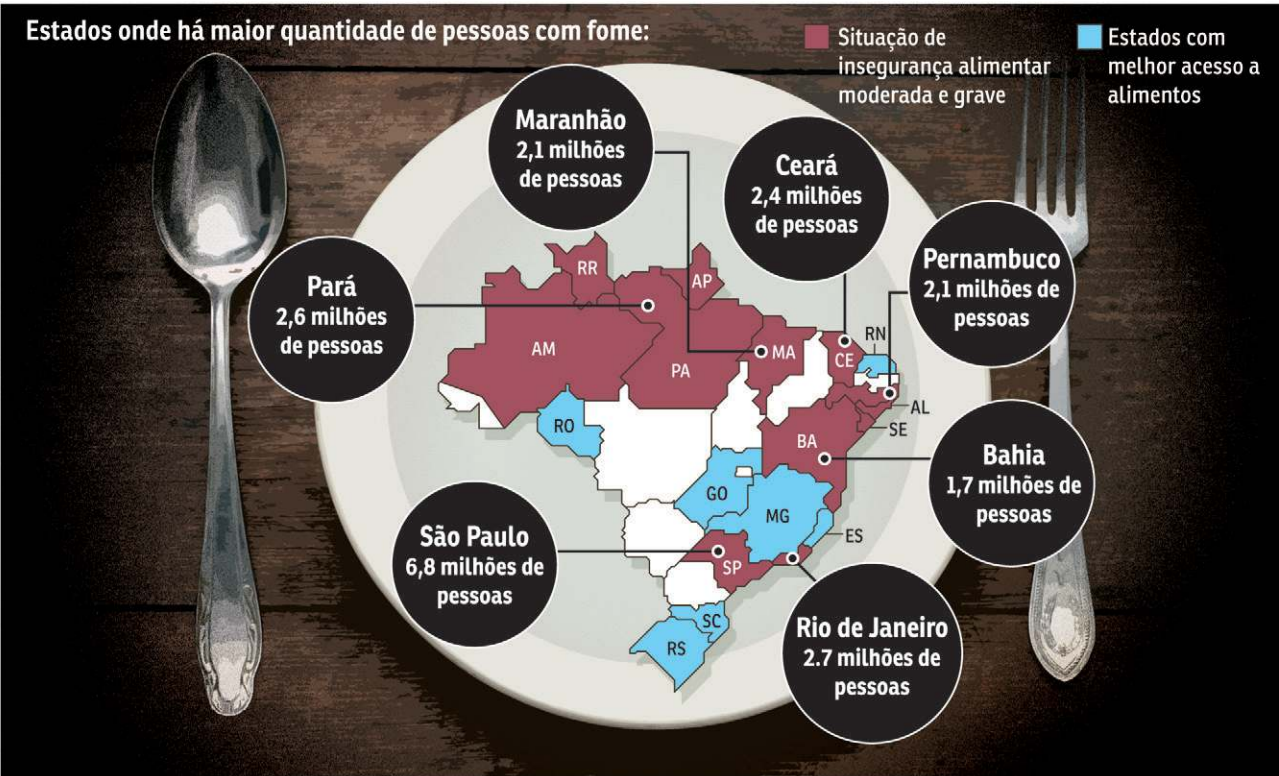 Estados onde há maior quantidade de pessoas com fome:
Situação de
insegurança alimentar
moderada e grave
Estados com
melhor acesso a
alimentos
Maranhão
2,1 milhões
de pessoas
Ceará
2,4 milhões
de pessoas
Pernambuco
2,1 milhões de
pessoas
Pará
2,6 milhões
de pessoas
Bahia
1,7 milhões de
pessoas
São Paulo
6,8 milhões de
pessoas
Rio de Janeiro
2.7 milhões de
pessoas
RR
AP
AM
PA
MA
CE
RN
AL
SE
RO
BA
GO
MG
ES
SP
SC
RS